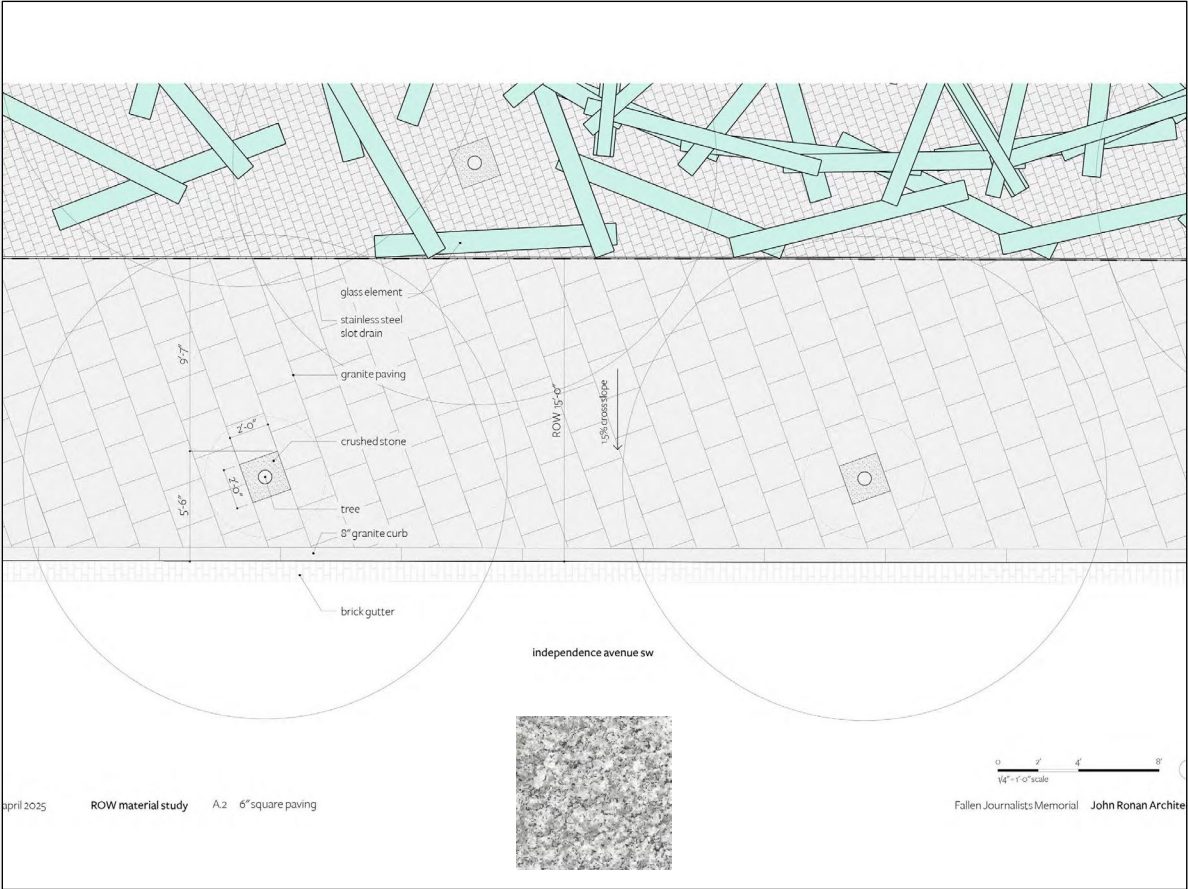 glass element
stainless steel
slot drain
9'-7"
granite paving
ROW 15'-0"
1.5% cross slope
2'-0"
crushed stone
2'-0"
5'-6"
tree
8" granite curb
brick gutter
independence avenue sw
0 2' 4' 8'
1/4" = 1'-0" scale
april 2025 ROW material study A.2 6" square paving
Fallen Journalists Memorial John Ronan Archite